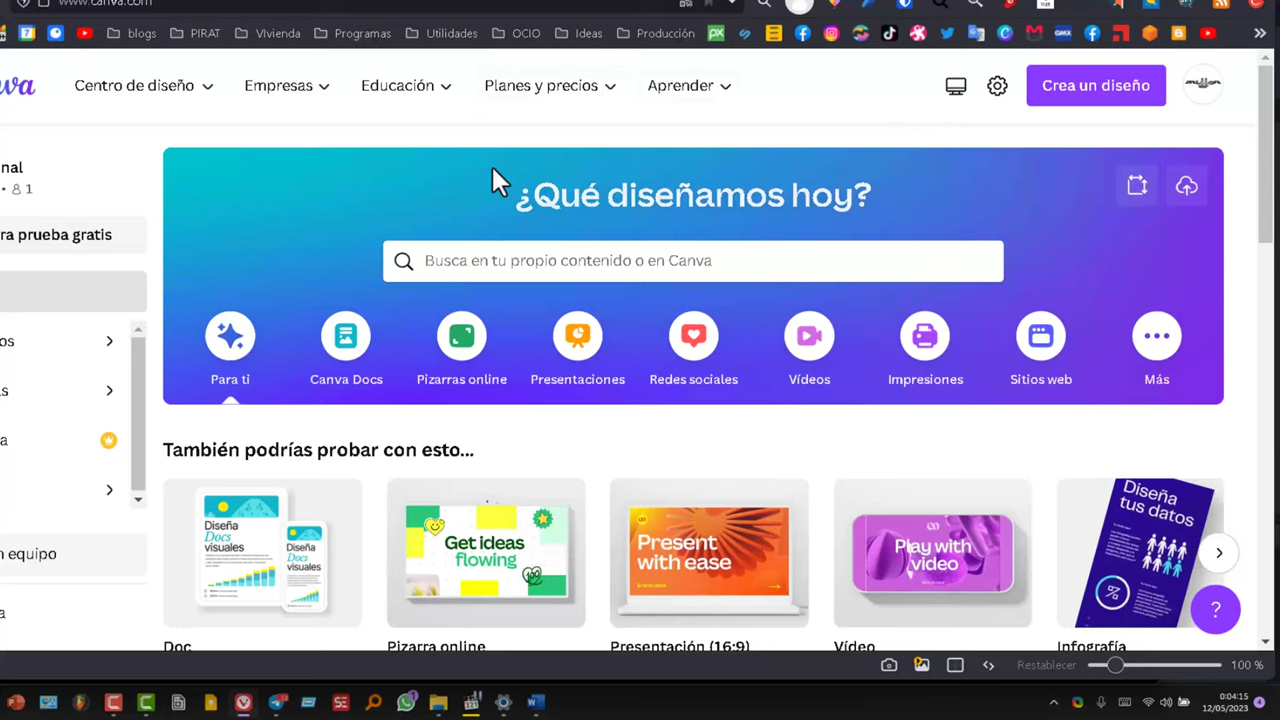 www.canva.com
blogs PIRAT Vivienda Programas Utilidades OCIO Ideas Producción
Centro de diseño Empresas Educación Planes y precios Aprender Crea un diseño
¿Qué diseñamos hoy?
Busca en tu propio contenido o en Canva
Para ti Canva Docs Pizarras online Presentaciones Redes sociales Vídeos Impresiones Sitios web Más
nal
• 1
ra prueba gratis
os
as
a
n equipo
a
También podrías probar con esto...
Diseña
Docs
visuales
Diseña
Docs
visuales
Get ideas
flowing
Present
with ease
Play with
video
Diseña
tus datos
%
?
Doc Pizarra online Presentación (16:9) Vídeo Infografía
Restablecer 100 %
0:04:15
12/05/2023